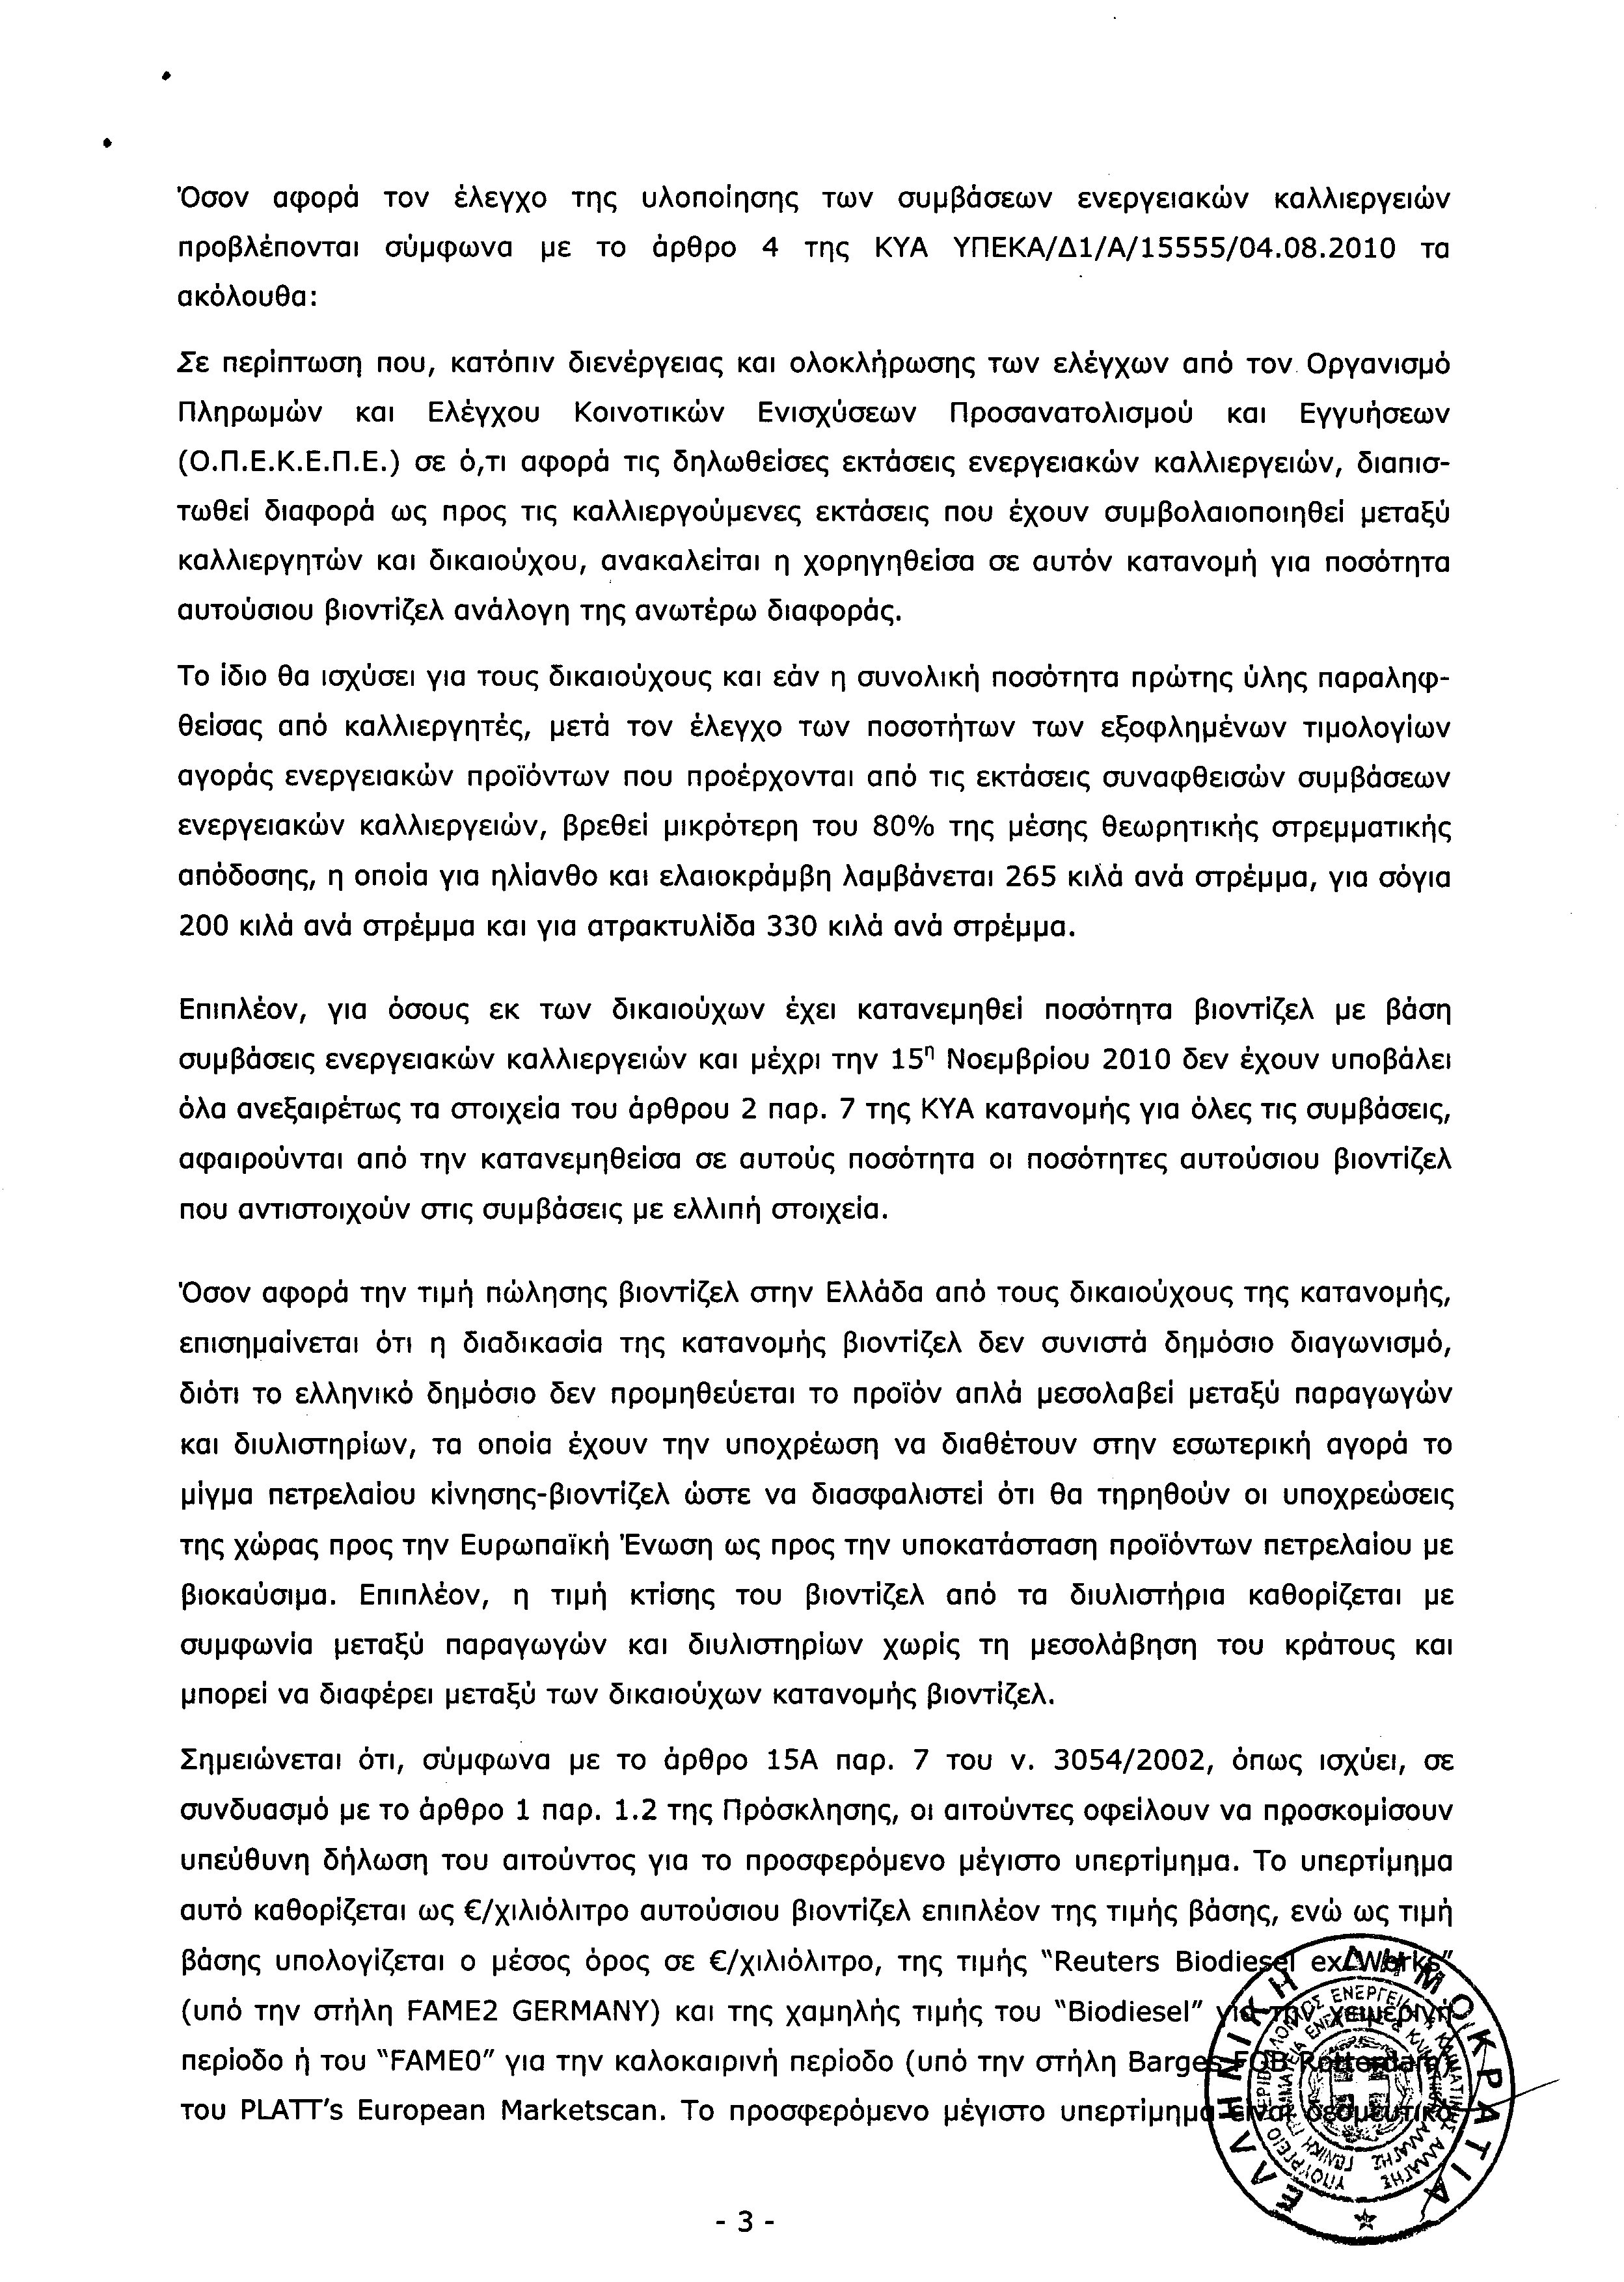 Όσον αφορά τον έλεγχο της υλοποίησης των συμβάσεων ενεργειακών καλλιεργειών
προβλέπονται σύμφωνα με το άρθρο 4 της ΚΥΑ ΥΠΕΚΑ/Δ1/Α/15555/04.08.2010 τα
ακόλουθα:
Σε περίπτωση που, κατόπιν διενέργειας και ολοκλήρωσης των ελέγχων από τον Οργανισμό
Πληρωμών και Ελέγχου Κοινοτικών Ενισχύσεων Προσανατολισμού και Εγγυήσεων
(Ο.Π.Ε.Κ.Ε.Π.Ε.) σε ό,τι αφορά τις δηλωθείσες εκτάσεις ενεργειακών καλλιεργειών, διαπισ-
τωθεί διαφορά ως προς τις καλλιεργούμενες εκτάσεις που έχουν συμβολαιοποιηθεί μεταξύ
καλλιεργητών και δικαιούχου, ανακαλείται η χορηγηθείσα σε αυτόν κατανομή για ποσότητα
αυτούσιου βιοντίζελ ανάλογη της ανωτέρω διαφοράς.
Το ίδιο θα ισχύσει για τους δικαιούχους και εάν η συνολική ποσότητα πρώτης ύλης παραληφ-
θείσας από καλλιεργητές, μετά τον έλεγχο των ποσοτήτων των εξοφλημένων τιμολογίων
αγοράς ενεργειακών προϊόντων που προέρχονται από τις εκτάσεις συναφθεισών συμβάσεων
ενεργειακών καλλιεργειών, βρεθεί μικρότερη του 80% της μέσης θεωρητικής στρεμματικής
απόδοσης, η οποία για ηλίανθο και ελαιοκράμβη λαμβάνεται 265 κιλά ανά στρέμμα, για σόγια
200 κιλά ανά στρέμμα και για ατρακτυλίδα 330 κιλά ανά στρέμμα.
Επιπλέον, για όσους εκ των δικαιούχων έχει κατανεμηθεί ποσότητα βιοντίζελ με βάση
συμβάσεις ενεργειακών καλλιεργειών και μέχρι την 15η Νοεμβρίου 2010 δεν έχουν υποβάλει
όλα ανεξαιρέτως τα στοιχεία του άρθρου 2 παρ. 7 της ΚΥΑ κατανομής για όλες τις συμβάσεις,
αφαιρούνται από την κατανεμηθείσα σε αυτούς ποσότητα οι ποσότητες αυτούσιου βιοντίζελ
που αντιστοιχούν στις συμβάσεις με ελλιπή στοιχεία.
Όσον αφορά την τιμή πώλησης βιοντίζελ στην Ελλάδα από τους δικαιούχους της κατανομής,
επισημαίνεται ότι η διαδικασία της κατανομής βιοντίζελ δεν συνιστά δημόσιο διαγωνισμό,
διότι το ελληνικό δημόσιο δεν προμηθεύεται το προϊόν απλά μεσολαβεί μεταξύ παραγωγών
και διυλιστηρίων, τα οποία έχουν την υποχρέωση να διαθέτουν στην εσωτερική αγορά το
μίγμα πετρελαίου κίνησης-βιοντίζελ ώστε να διασφαλιστεί ότι θα τηρηθούν οι υποχρεώσεις
της χώρας προς την Ευρωπαϊκή Ένωση ως προς την υποκατάσταση προϊόντων πετρελαίου με
βιοκαύσιμα. Επιπλέον, η τιμή κτίσης του βιοντίζελ από τα διυλιστήρια καθορίζεται με
συμφωνία μεταξύ παραγωγών και διυλιστηρίων χωρίς τη μεσολάβηση του κράτους και
μπορεί να διαφέρει μεταξύ των δικαιούχων κατανομής βιοντίζελ.
Σημειώνεται ότι, σύμφωνα με το άρθρο 15Α παρ. 7 του ν. 3054/2002, όπως ισχύει, σε
συνδυασμό με το άρθρο 1 παρ. 1.2 της Πρόσκλησης, οι αιτούντες οφείλουν να προσκομίσουν
υπεύθυνη δήλωση του αιτούντος για το προσφερόμενο μέγιστο υπερτίμημα. Το υπερτίμημα
αυτό καθορίζεται ως €/χιλιόλιτρο αυτούσιου βιοντίζελ επιπλέον της τιμής βάσης, ενώ ως τιμή
βάσης υπολογίζεται ο μέσος όρος σε €/χιλιόλιτρο, της τιμής "Reuters Biodiesel ex Works"
(υπό την στήλη FAME2 GERMANY) και της χαμηλής τιμής του "Biodiesel" για την χειμερινή
περίοδο ή του "FAME0" για την καλοκαιρινή περίοδο (υπό την στήλη Barges FOB Rotterdam)
του PLATT's European Marketscan. Το προσφερόμενο μέγιστο υπερτίμημα είναι δεσμευτικό
ΕΛΛΗΝΙΚΗ ΔΗΜΟΚΡΑΤΙΑ
- 3 -